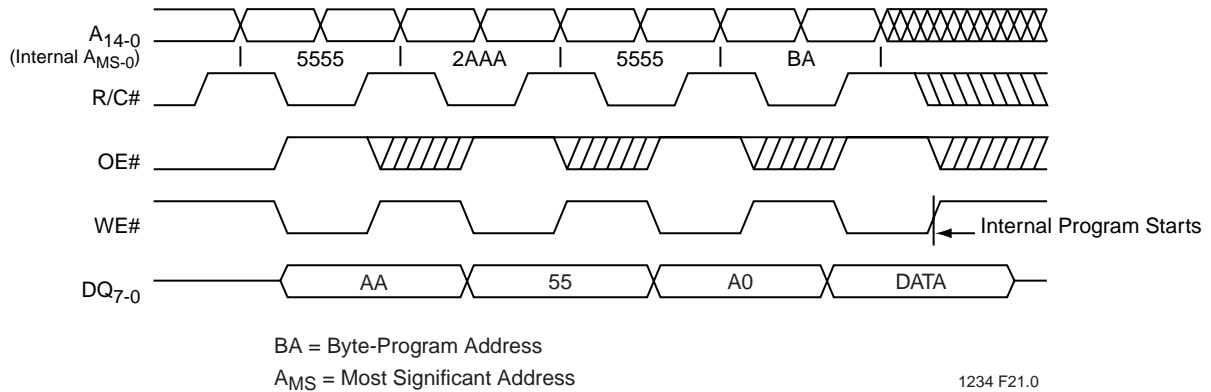 A14-0
(Internal AMS-0)
5555 2AAA 5555 BA
R/C#
OE#
WE#
Internal Program Starts
DQ7-0
AA 55 A0 DATA
BA = Byte-Program Address
AMS = Most Significant Address
1234 F21.0